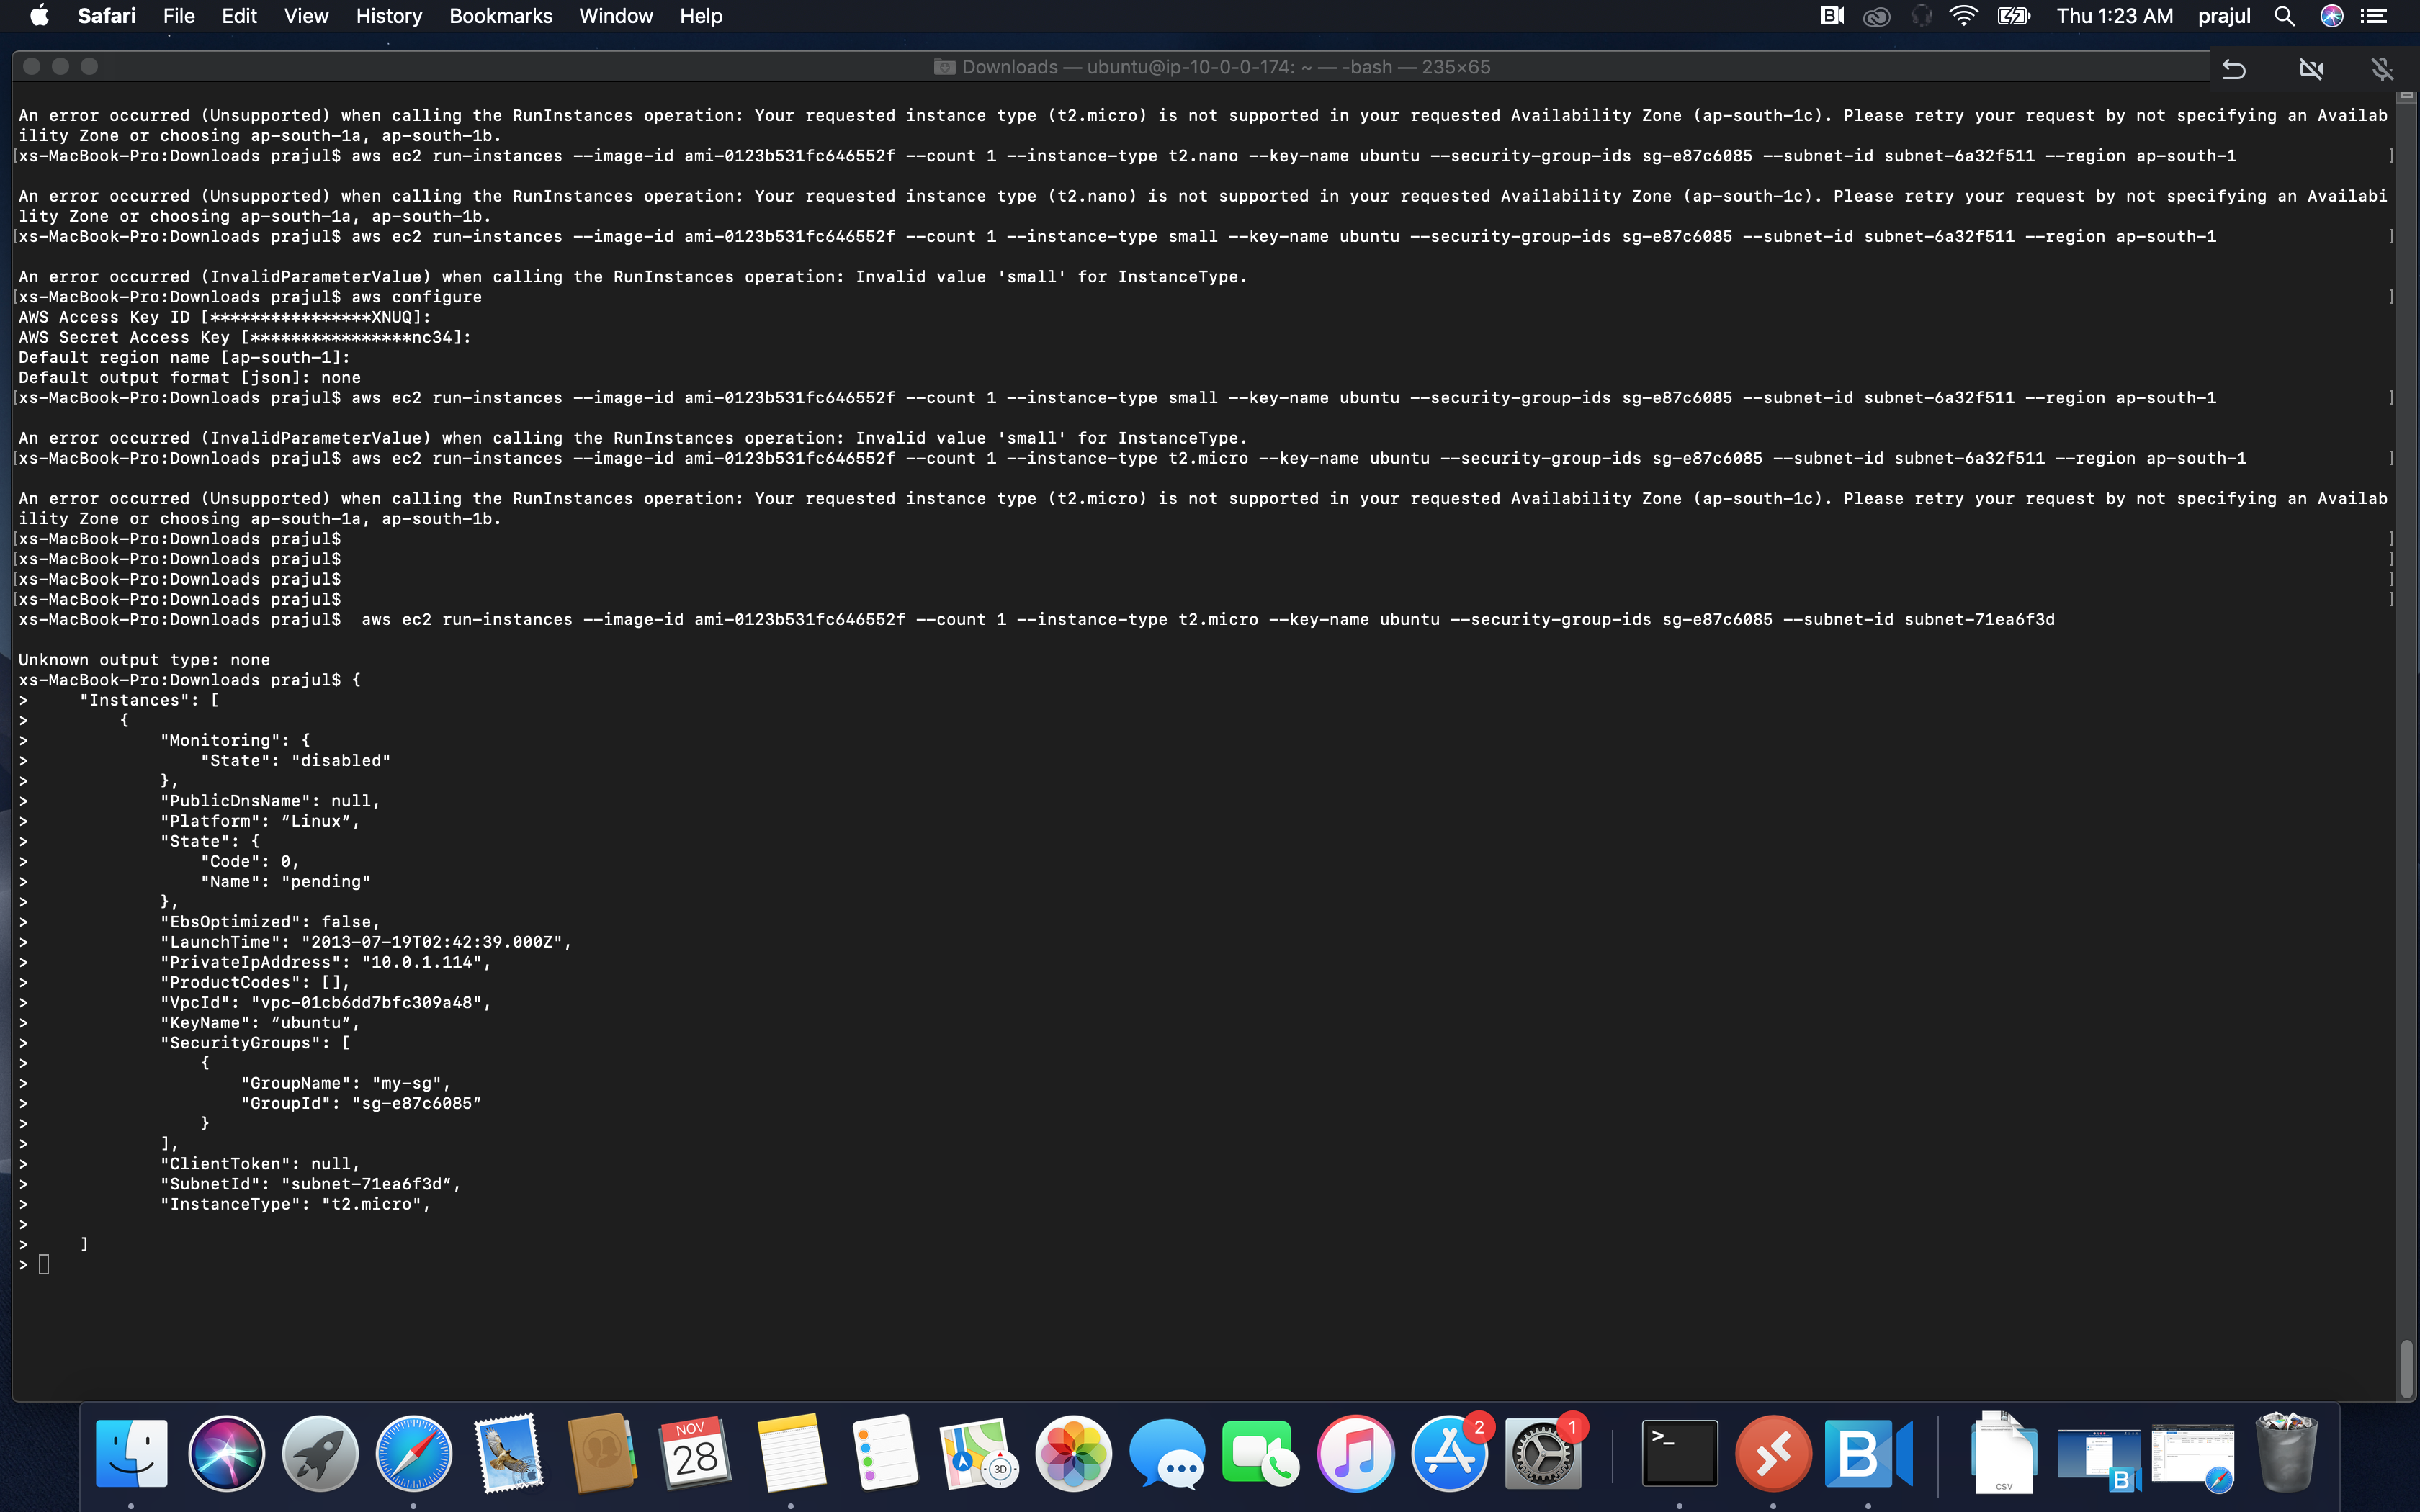 Safari File Edit View History Bookmarks Window Help Thu 1:23 AM prajul
Downloads — ubuntu@ip-10-0-0-174: ~ — -bash — 235×65
An error occurred (Unsupported) when calling the RunInstances operation: Your requested instance type (t2.micro) is not supported in your requested Availability Zone (ap-south-1c). Please retry your request by not specifying an Availab
ility Zone or choosing ap-south-1a, ap-south-1b.
[xs-MacBook-Pro:Downloads prajul$ aws ec2 run-instances --image-id ami-0123b531fc646552f --count 1 --instance-type t2.nano --key-name ubuntu --security-group-ids sg-e87c6085 --subnet-id subnet-6a32f511 --region ap-south-1 ]
An error occurred (Unsupported) when calling the RunInstances operation: Your requested instance type (t2.nano) is not supported in your requested Availability Zone (ap-south-1c). Please retry your request by not specifying an Availabi
lity Zone or choosing ap-south-1a, ap-south-1b.
[xs-MacBook-Pro:Downloads prajul$ aws ec2 run-instances --image-id ami-0123b531fc646552f --count 1 --instance-type small --key-name ubuntu --security-group-ids sg-e87c6085 --subnet-id subnet-6a32f511 --region ap-south-1 ]
An error occurred (InvalidParameterValue) when calling the RunInstances operation: Invalid value 'small' for InstanceType.
[xs-MacBook-Pro:Downloads prajul$ aws configure ]
AWS Access Key ID [****************XNUQ]:
AWS Secret Access Key [****************nc34]:
Default region name [ap-south-1]:
Default output format [json]: none
[xs-MacBook-Pro:Downloads prajul$ aws ec2 run-instances --image-id ami-0123b531fc646552f --count 1 --instance-type small --key-name ubuntu --security-group-ids sg-e87c6085 --subnet-id subnet-6a32f511 --region ap-south-1 ]
An error occurred (InvalidParameterValue) when calling the RunInstances operation: Invalid value 'small' for InstanceType.
[xs-MacBook-Pro:Downloads prajul$ aws ec2 run-instances --image-id ami-0123b531fc646552f --count 1 --instance-type t2.micro --key-name ubuntu --security-group-ids sg-e87c6085 --subnet-id subnet-6a32f511 --region ap-south-1 ]
An error occurred (Unsupported) when calling the RunInstances operation: Your requested instance type (t2.micro) is not supported in your requested Availability Zone (ap-south-1c). Please retry your request by not specifying an Availab
ility Zone or choosing ap-south-1a, ap-south-1b.
[xs-MacBook-Pro:Downloads prajul$ ]
[xs-MacBook-Pro:Downloads prajul$ ]
[xs-MacBook-Pro:Downloads prajul$ ]
[xs-MacBook-Pro:Downloads prajul$ ]
xs-MacBook-Pro:Downloads prajul$  aws ec2 run-instances --image-id ami-0123b531fc646552f --count 1 --instance-type t2.micro --key-name ubuntu --security-group-ids sg-e87c6085 --subnet-id subnet-71ea6f3d
Unknown output type: none
xs-MacBook-Pro:Downloads prajul$ {
>     "Instances": [
>         {
>             "Monitoring": {
>                 "State": "disabled"
>             },
>             "PublicDnsName": null,
>             "Platform": “Linux”,
>             "State": {
>                 "Code": 0,
>                 "Name": "pending"
>             },
>             "EbsOptimized": false,
>             "LaunchTime": "2013-07-19T02:42:39.000Z",
>             "PrivateIpAddress": "10.0.1.114",
>             "ProductCodes": [],
>             "VpcId": "vpc-01cb6dd7bfc309a48",
>             "KeyName": “ubuntu”,
>             "SecurityGroups": [
>                 {
>                     "GroupName": "my-sg",
>                     "GroupId": "sg-e87c6085”
>                 }
>             ],
>             "ClientToken": null,
>             "SubnetId": "subnet-71ea6f3d”,
>             "InstanceType": "t2.micro",
>
>     ]
>
NOV
28
3D
2
1
>_
B
CSV
B